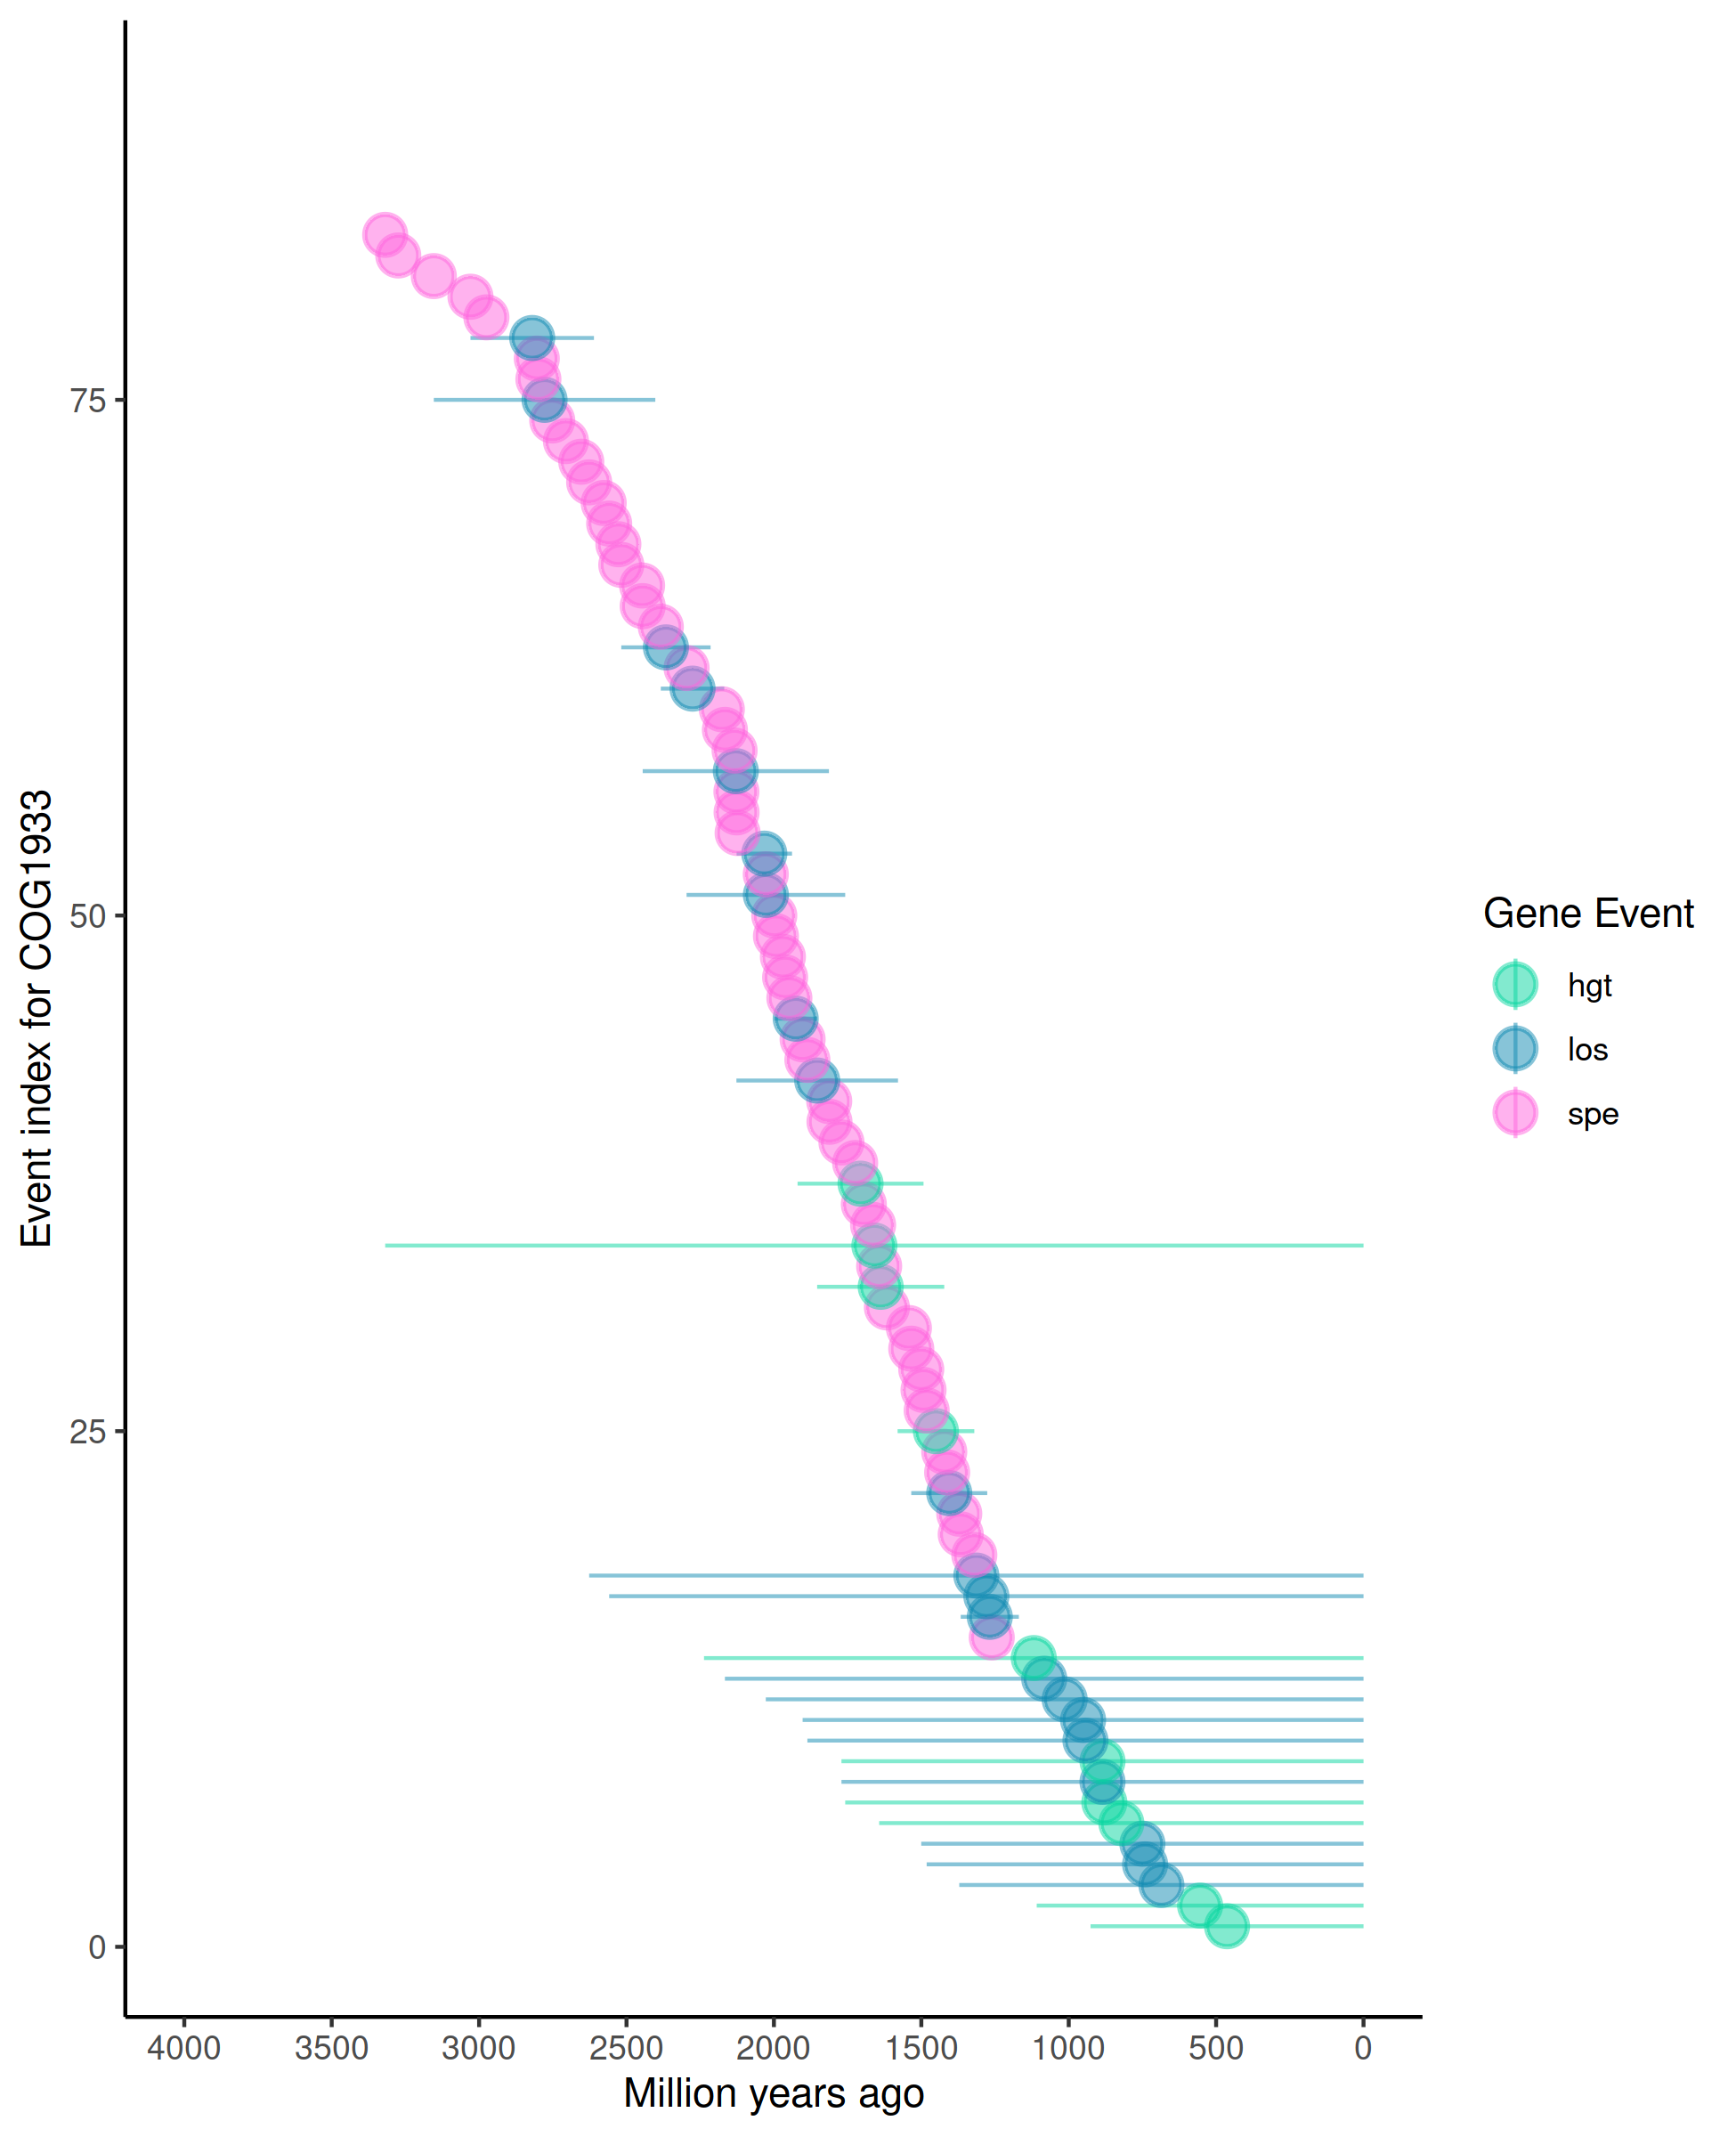 Event index for COG1933
75
50
25
0
4000 3500 3000 2500 2000 1500 1000 500 0
Million years ago
Gene Event
hgt
los
spe